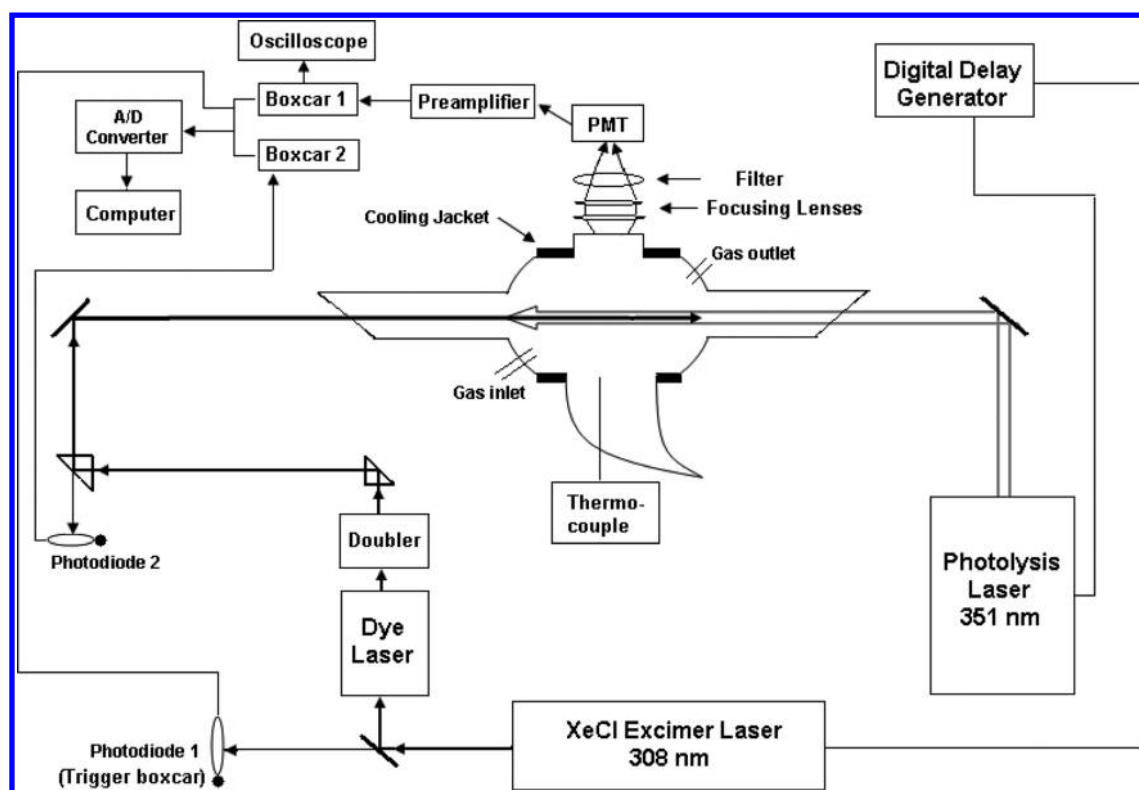 Oscilloscope
Digital Delay
Generator
Boxcar 1
Preamplifier
A/D
Converter
PMT
Boxcar 2
Filter
Computer
Focusing Lenses
Cooling Jacket
Gas outlet
Gas inlet
Thermo-
couple
Doubler
Photodiode 2
Photolysis
Laser
351 nm
Dye
Laser
XeCl Excimer Laser
308 nm
Photodiode 1
(Trigger boxcar)